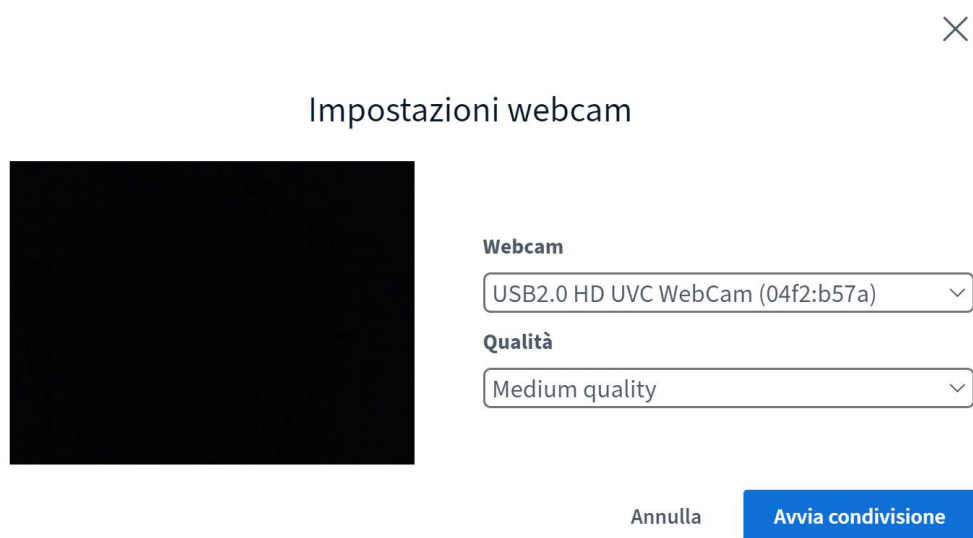 Impostazioni webcam
Webcam
USB2.0 HD UVC WebCam (04f2:b57a)
Qualità
Medium quality
Annulla
Avvia condivisione